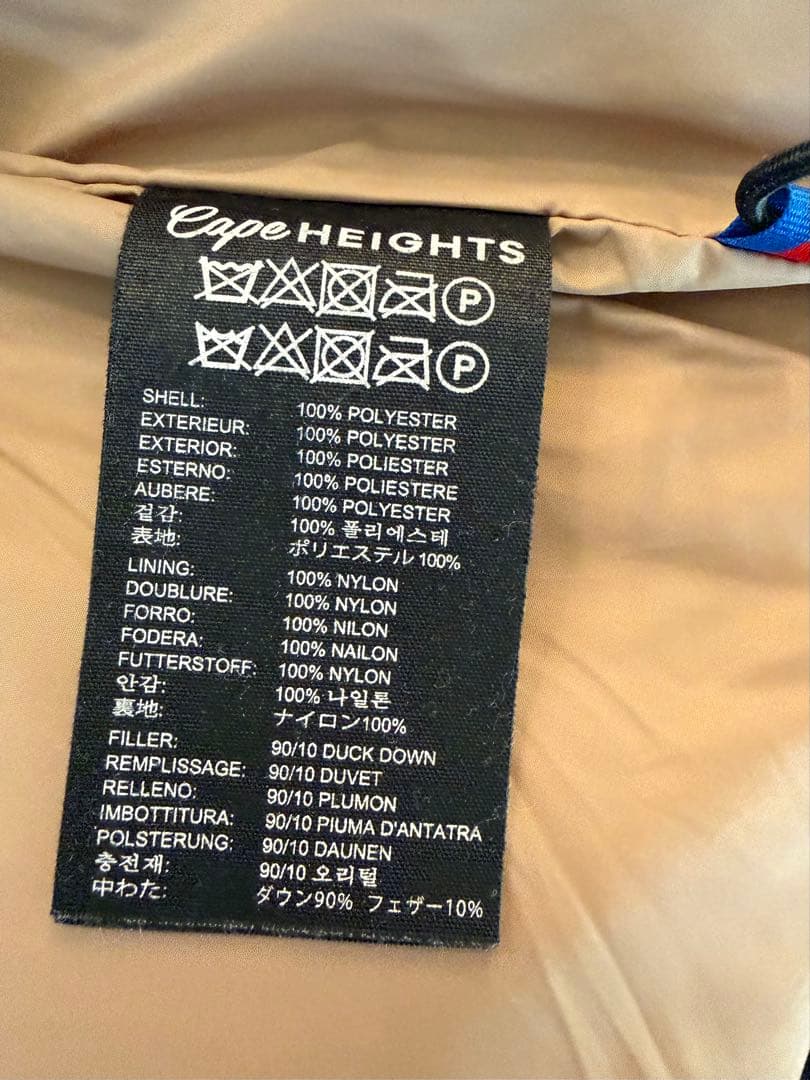 Cape HEIGHTS
P
P
SHELL: 100% POLYESTER
EXTERIEUR: 100% POLYESTER
EXTERIOR: 100% POLIESTER
ESTERNO: 100% POLIESTERE
AUBERE: 100% POLYESTER
겉감: 100% 폴리에스테
表地: ポリエステル 100%
LINING: 100% NYLON
DOUBLURE: 100% NYLON
FORRO: 100% NILON
FODERA: 100% NAILON
FUTTERSTOFF: 100% NYLON
안감: 100% 나일론
裏地: ナイロン100%
FILLER: 90/10 DUCK DOWN
REMPLISSAGE: 90/10 DUVET
RELLENO: 90/10 PLUMON
IMBOTTITURA: 90/10 PIUMA D'ANTATRA
POLSTERUNG: 90/10 DAUNEN
충전재: 90/10 오리털
中わた: ダウン90% フェザー10%